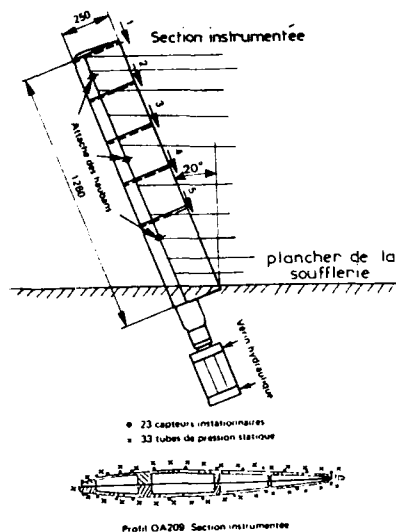 250
1
Section instrumentée
2
3
Attache des haubans
4
20°
5
1280
plancher de la
soufflerie
Vérin hydraulique
23 capteurs instationnaires
x 33 tubes de pression statique
Profil OA209 Section instrumentée